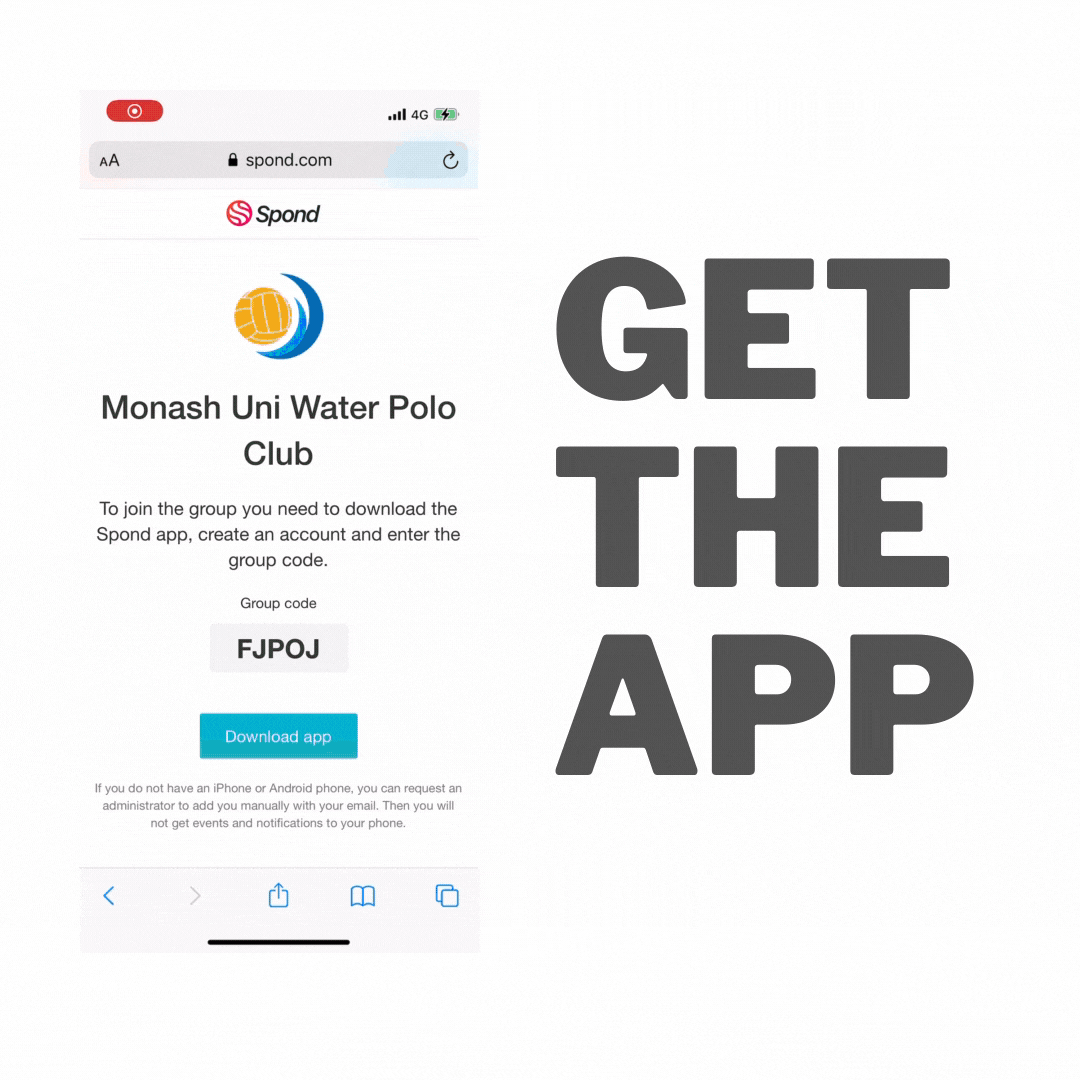 4G
AA
spond.com
Spond
Monash Uni Water Polo
Club
To join the group you need to download the
Spond app, create an account and enter the
group code.
Group code
FJPOJ
Download app
If you do not have an iPhone or Android phone, you can request an
administrator to add you manually with your email. Then you will
not get events and notifications to your phone.
GET
THE
APP